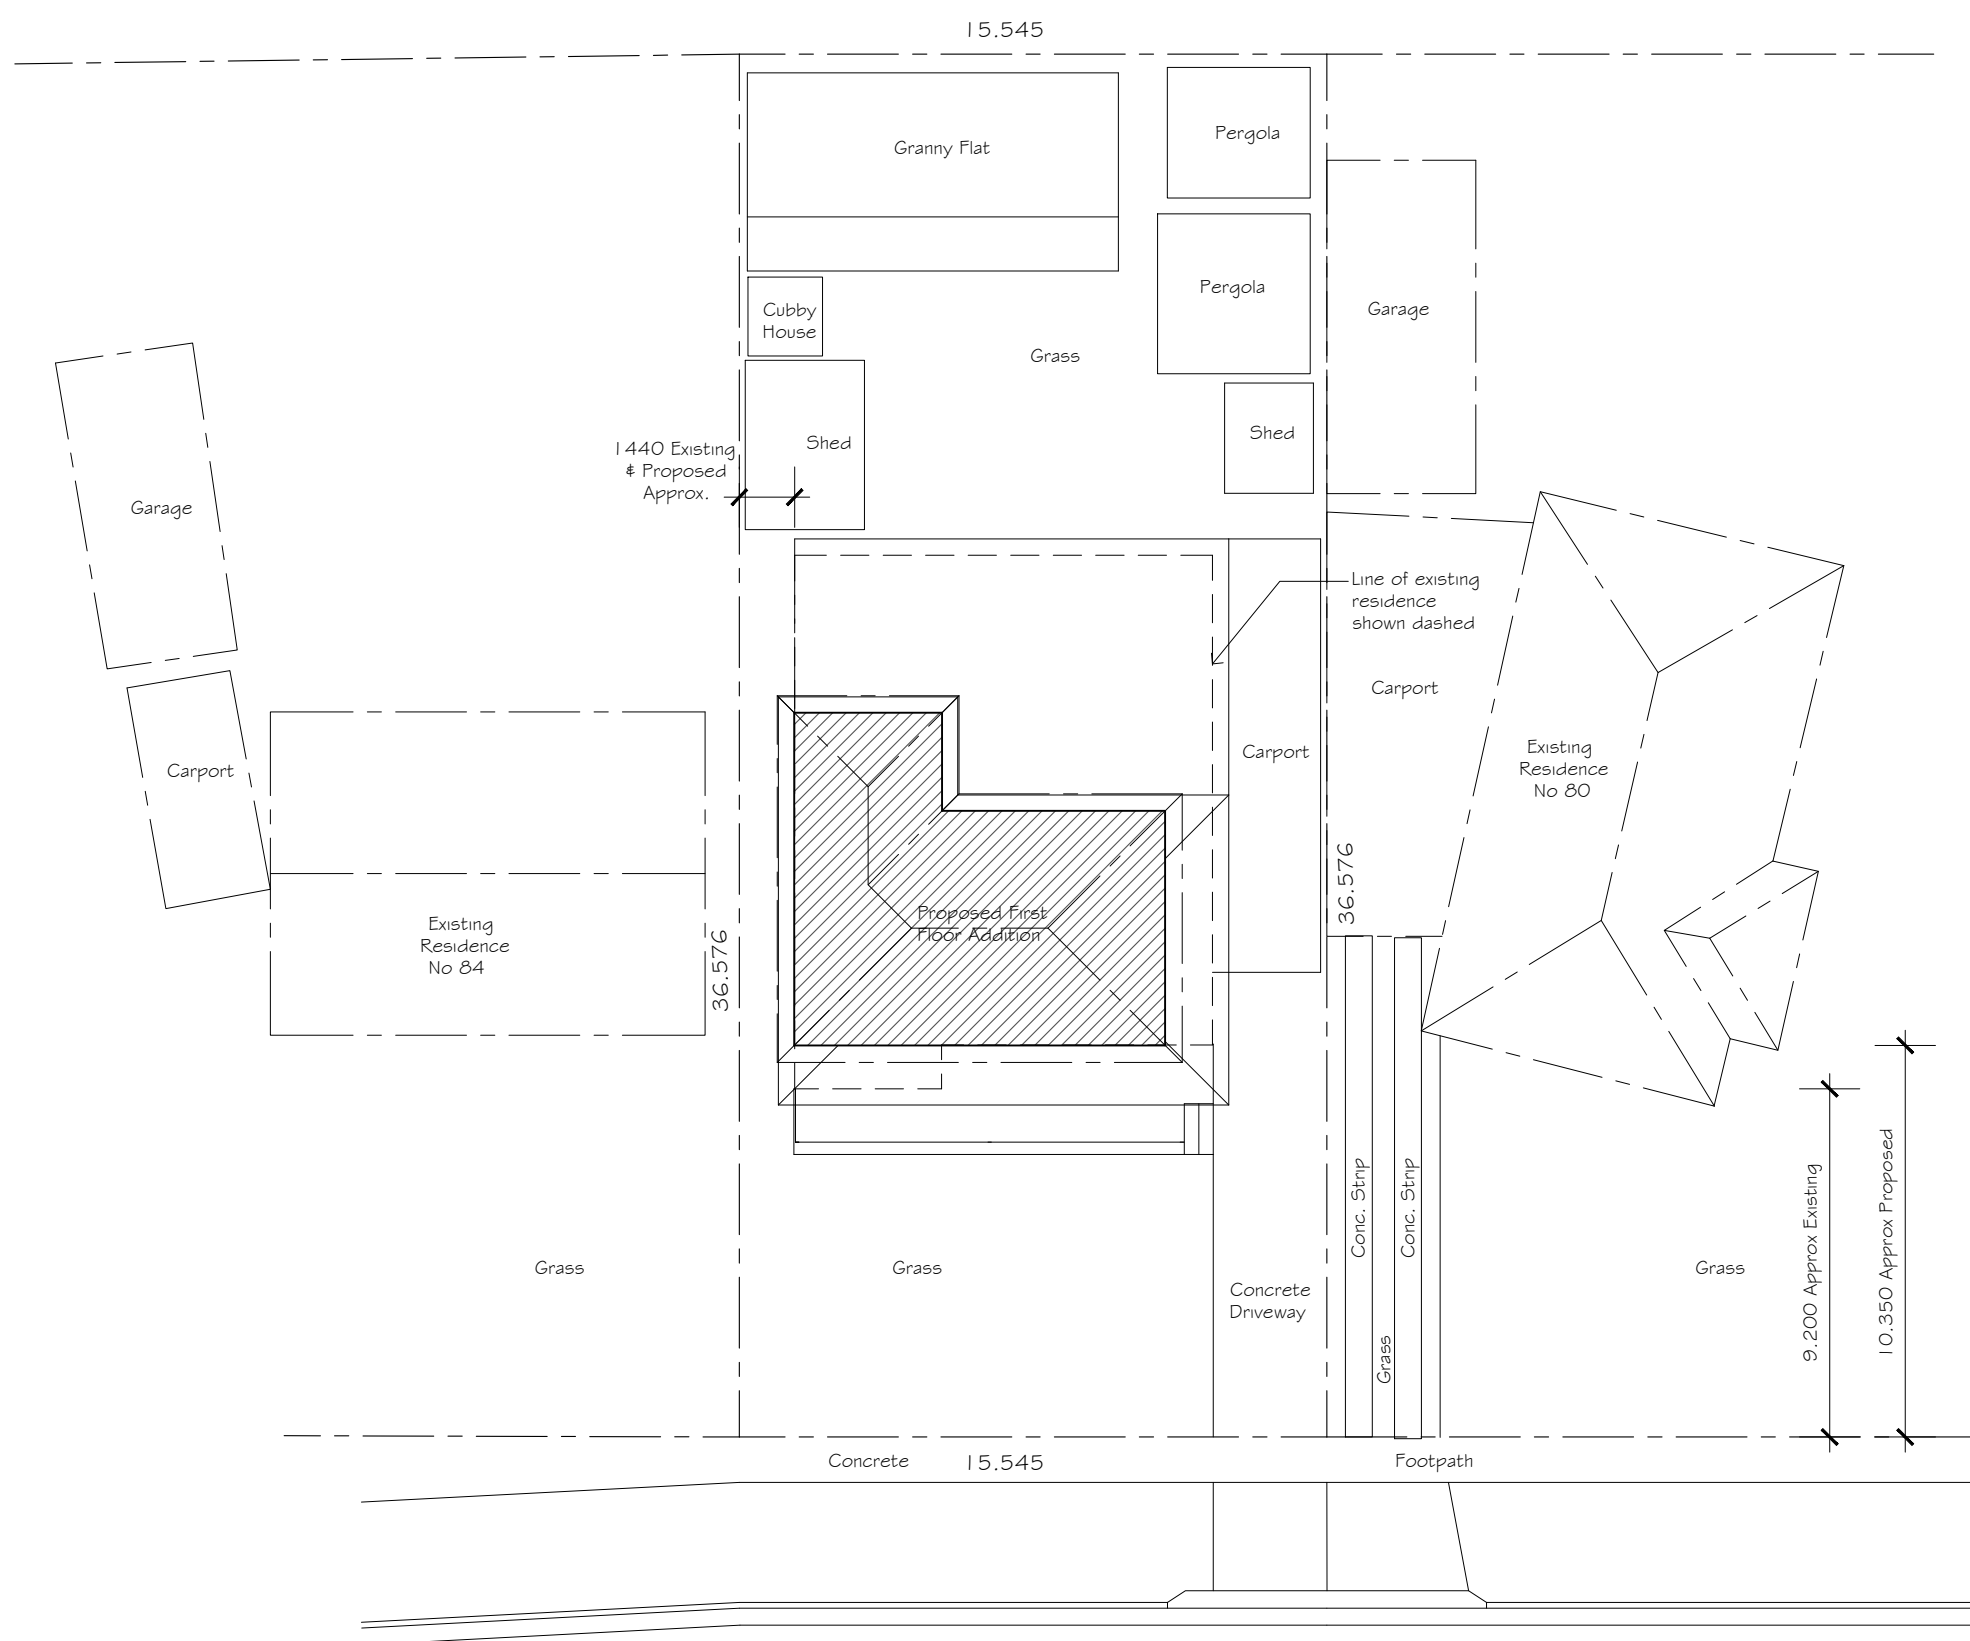 15.545
Granny Flat
Pergola
Cubby
House
Pergola
Garage
Grass
Shed
Shed
1440 Existing
& Proposed
Approx.
Garage
Line of existing
residence
shown dashed
Carport
Carport
Carport
Existing
Residence
No 80
36.576
Proposed First
Floor Addition
Existing
Residence
No 84
36.576
Conc. Strip
Conc. Strip
9.200 Approx Existing
10.350 Approx Proposed
Grass
Grass
Grass
Concrete
Driveway
Grass
Concrete
15.545
Footpath